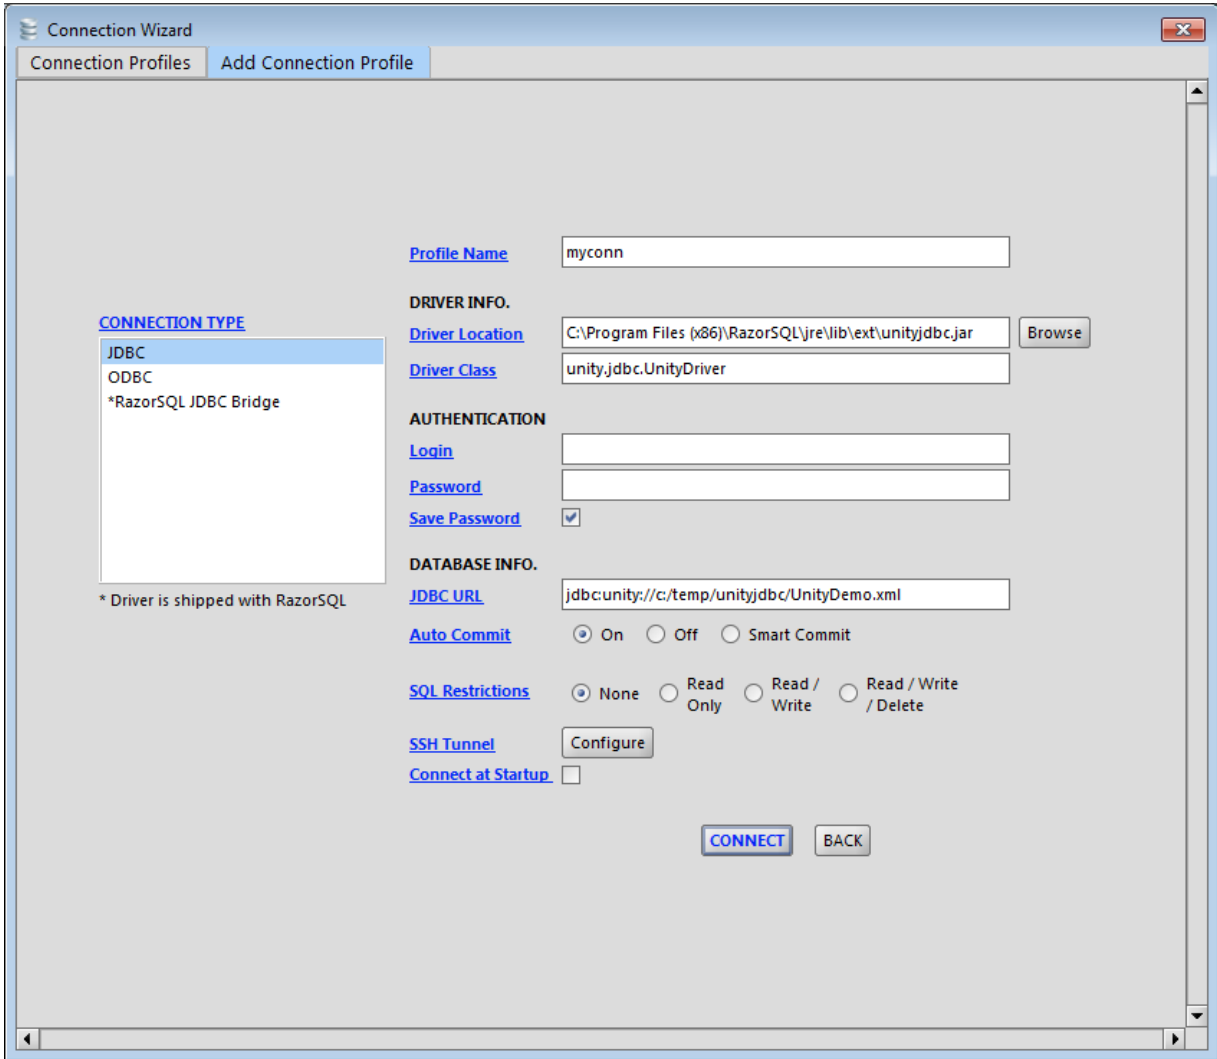 Connection Wizard
Connection Profiles
Add Connection Profile
Profile Name
myconn
DRIVER INFO.
CONNECTION TYPE
Driver Location
C:\Program Files (x86)\RazorSQL\jre\lib\ext\unityjdbc.jar
Browse
JDBC
Driver Class
unity.jdbc.UnityDriver
ODBC
*RazorSQL JDBC Bridge
AUTHENTICATION
Login
Password
Save Password
DATABASE INFO.
* Driver is shipped with RazorSQL
JDBC URL
jdbc:unity://c:/temp/unityjdbc/UnityDemo.xml
Auto Commit
On
Off
Smart Commit
SQL Restrictions
None
Read
Only
Read /
Write
Read / Write
/ Delete
SSH Tunnel
Configure
Connect at Startup
CONNECT
BACK